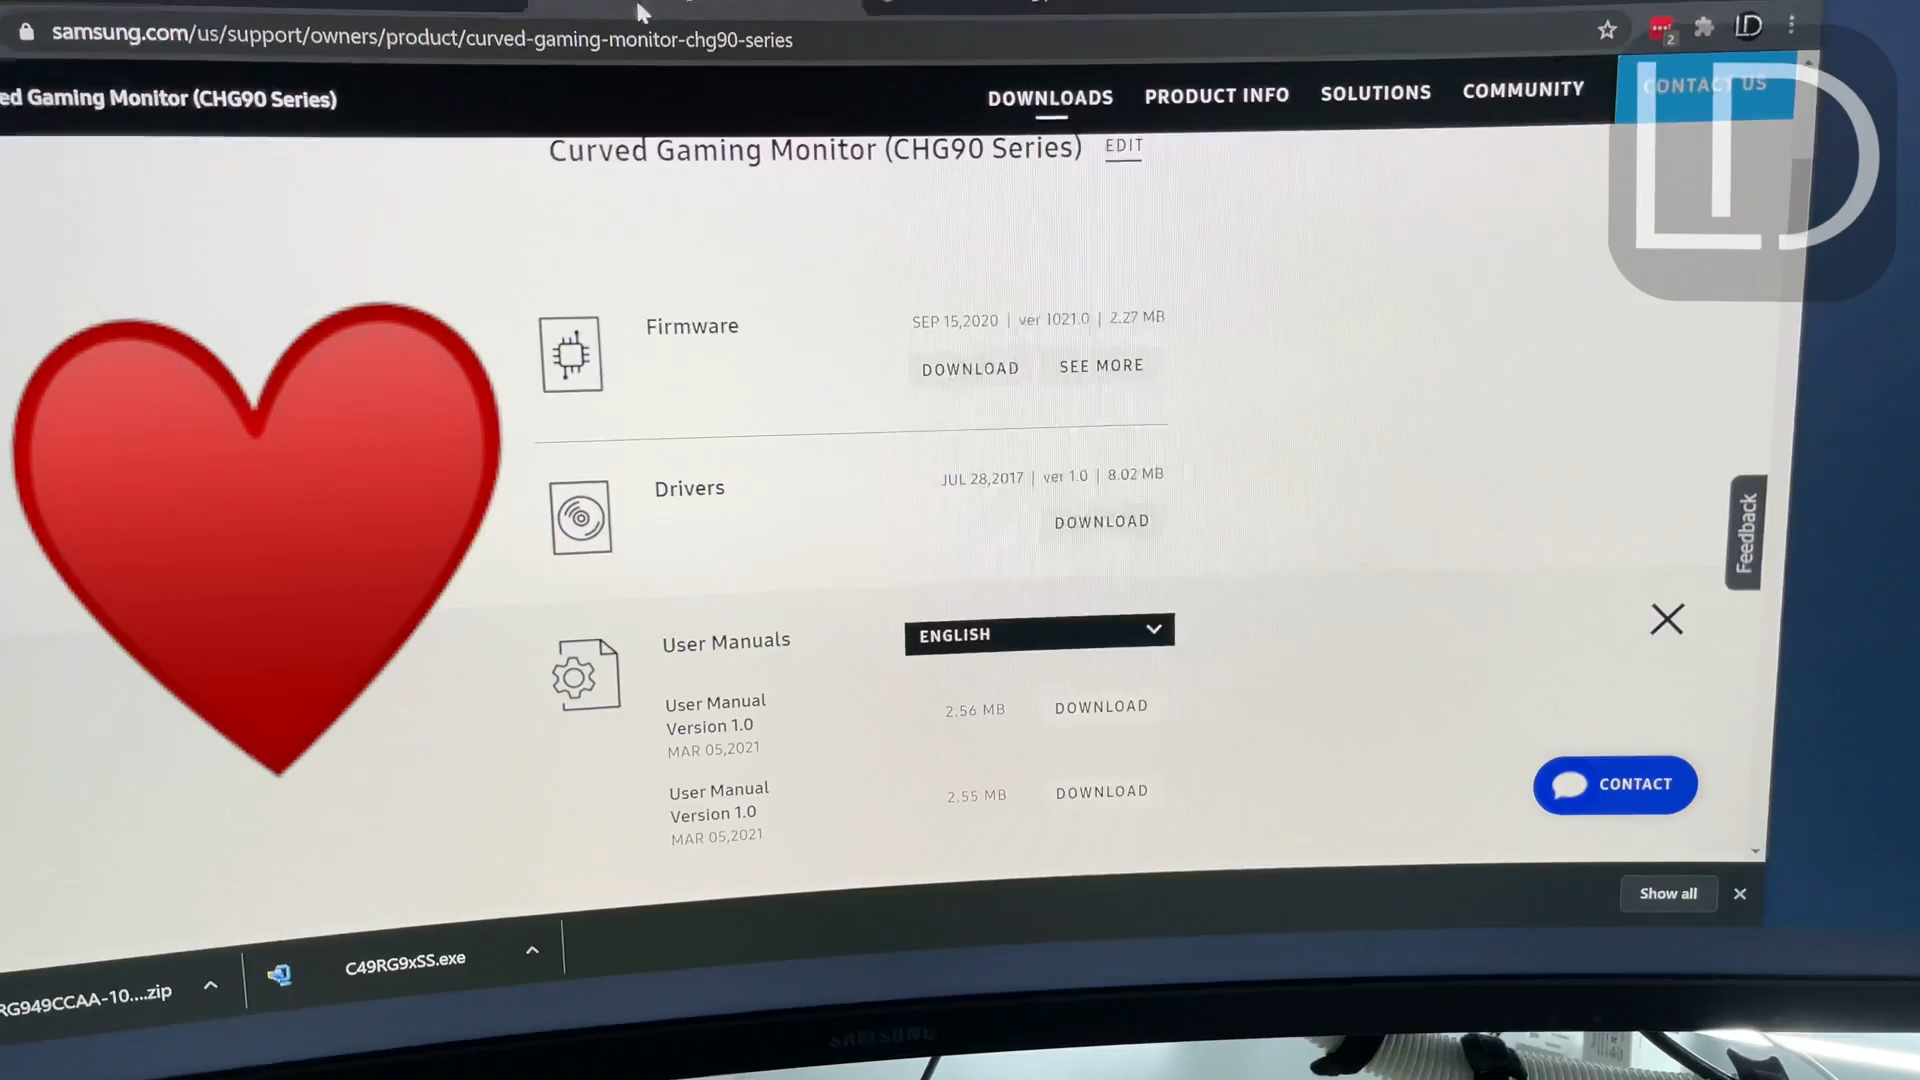 samsung.com/us/support/owners/product/curved-gaming-monitor-chg90-series
2
LD
ed Gaming Monitor (CHG90 Series)
DOWNLOADS
PRODUCT INFO
SOLUTIONS
COMMUNITY
CONTACT US
LD
Curved Gaming Monitor (CHG90 Series)
EDIT
Firmware
SEP 15,2020 | ver 1021.0 | 2.27 MB
DOWNLOAD
SEE MORE
Drivers
JUL 28,2017 | ver 1.0 | 8.02 MB
DOWNLOAD
Feedback
User Manuals
ENGLISH
User Manual
Version 1.0
MAR 05,2021
2.56 MB
DOWNLOAD
User Manual
Version 1.0
MAR 05,2021
2.55 MB
DOWNLOAD
CONTACT
Show all
RG949CCAA-10....zip
C49RG9xSS.exe
SAMSUNG